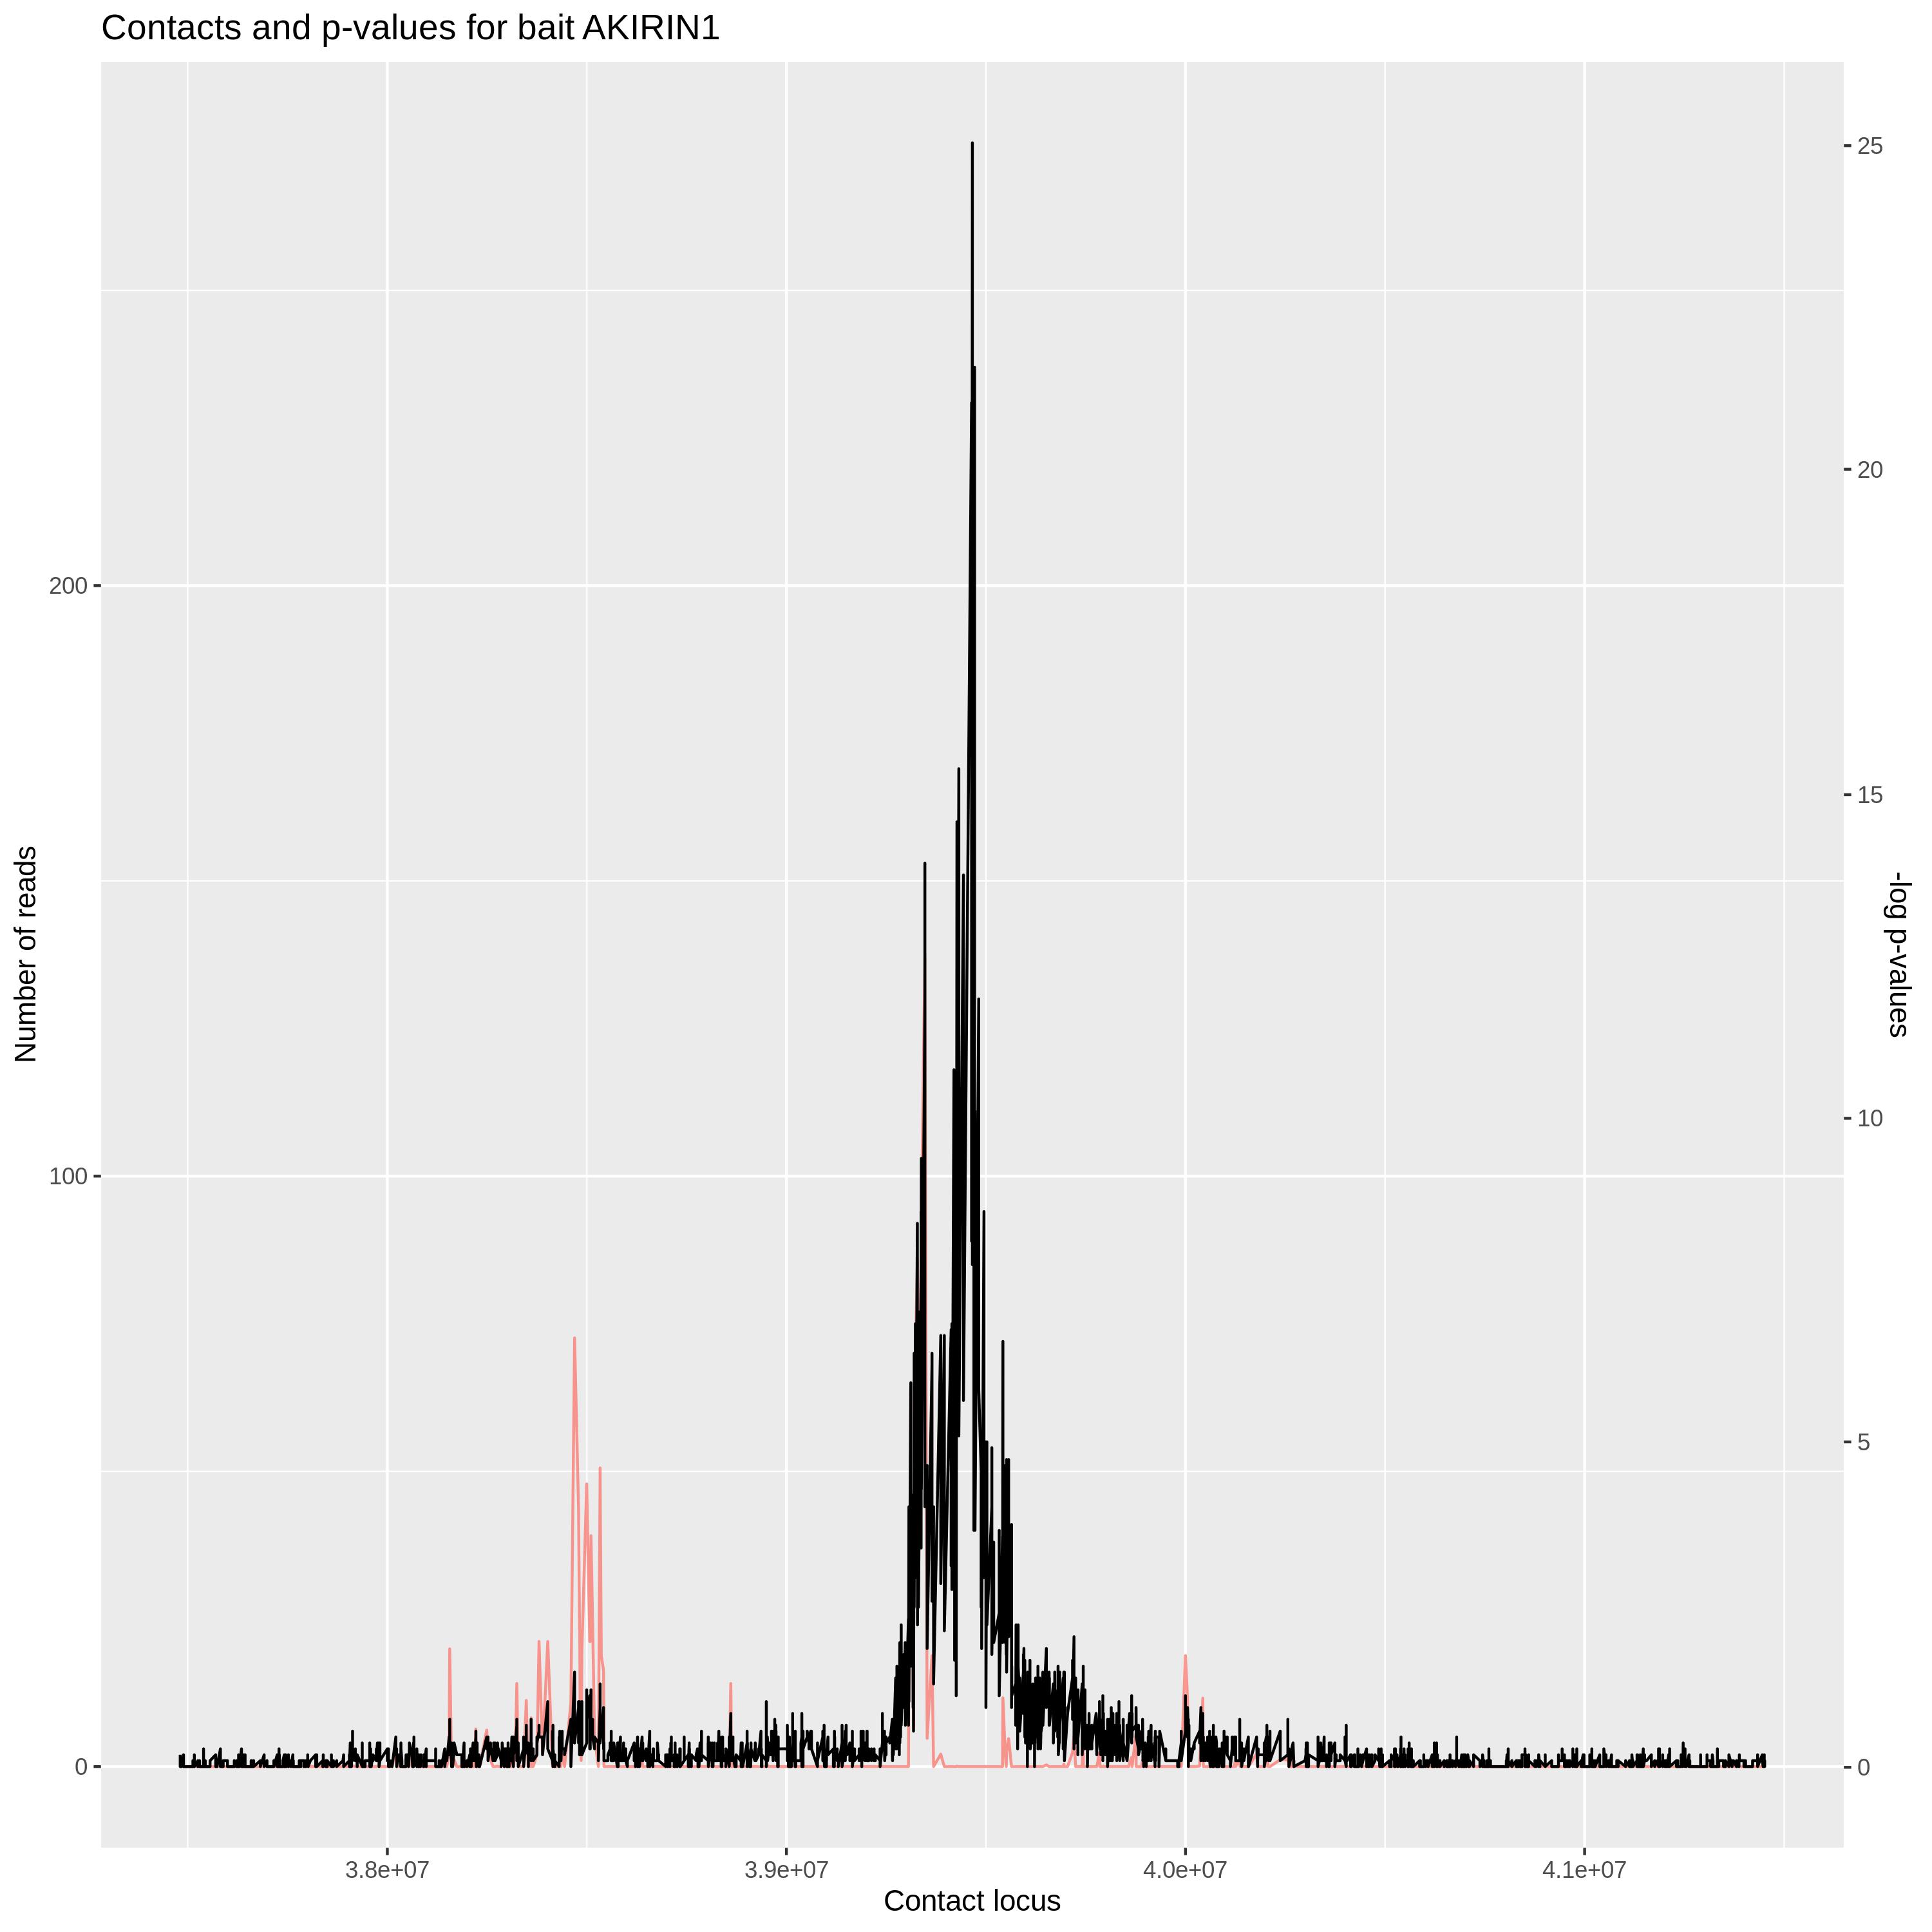 Contacts and p-values for bait AKIRIN1
25
20
200
15
Number of reads
-log p-values
10
100
5
0
0
3.8e+07
3.9e+07
4.0e+07
4.1e+07
Contact locus